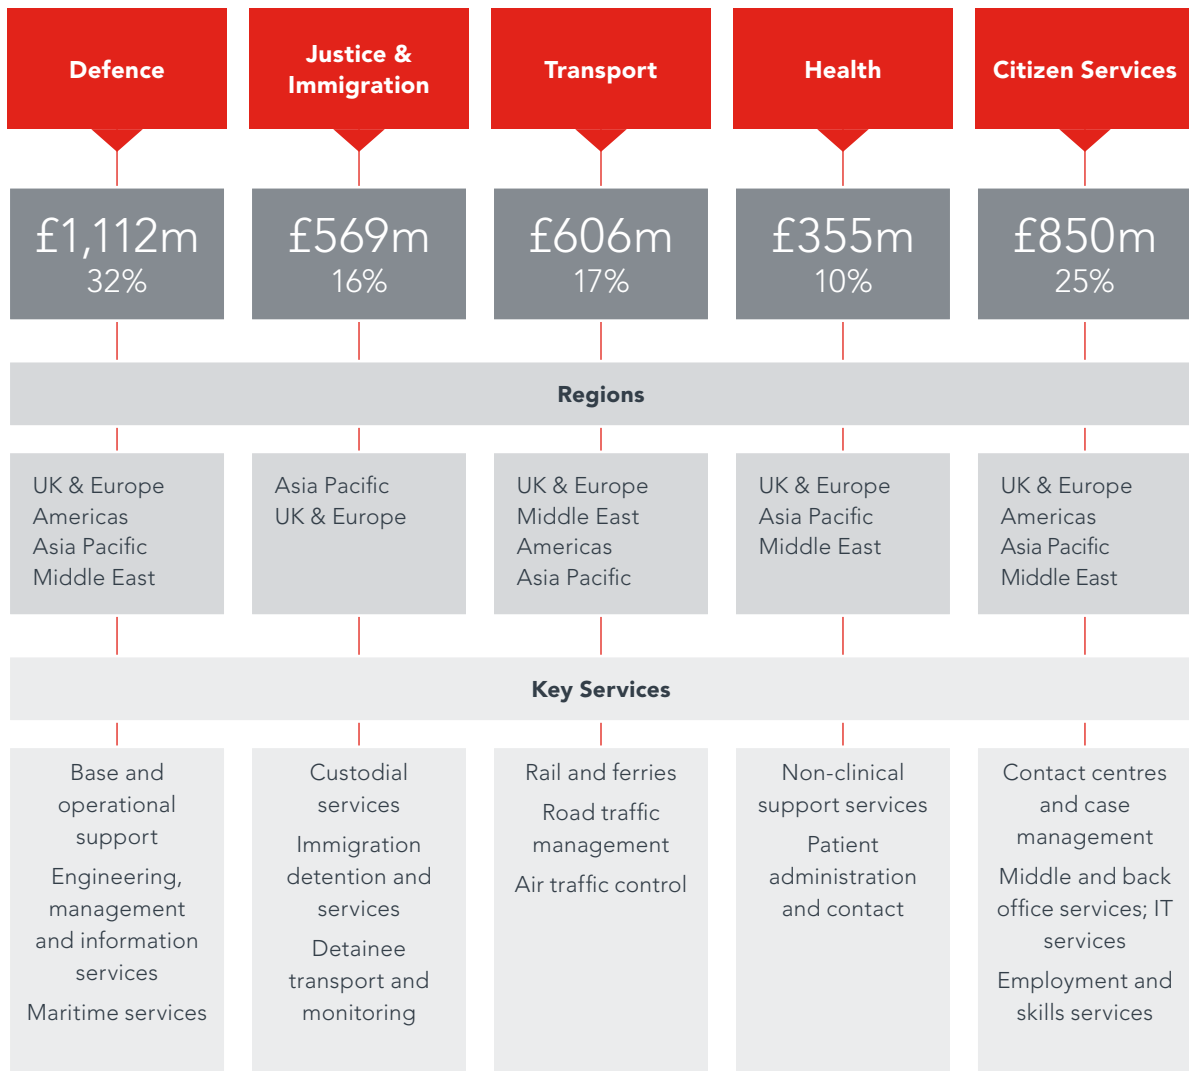 Defence
Justice &
Immigration
Transport
Health
Citizen Services
£1,112m
32%
£569m
16%
£606m
17%
£355m
10%
£850m
25%
Regions
UK & Europe
Americas
Asia Pacific
Middle East
Asia Pacific
UK & Europe
UK & Europe
Middle East
Americas
Asia Pacific
UK & Europe
Asia Pacific
Middle East
UK & Europe
Americas
Asia Pacific
Middle East
Key Services
Base and
operational
support
Engineering,
management
and information
services
Maritime services
Custodial
services
Immigration
detention and
services
Detainee
transport and
monitoring
Rail and ferries
Road traffic
management
Air traffic control
Non-clinical
support services
Patient
administration
and contact
Contact centres
and case
management
Middle and back
office services; IT
services
Employment and
skills services